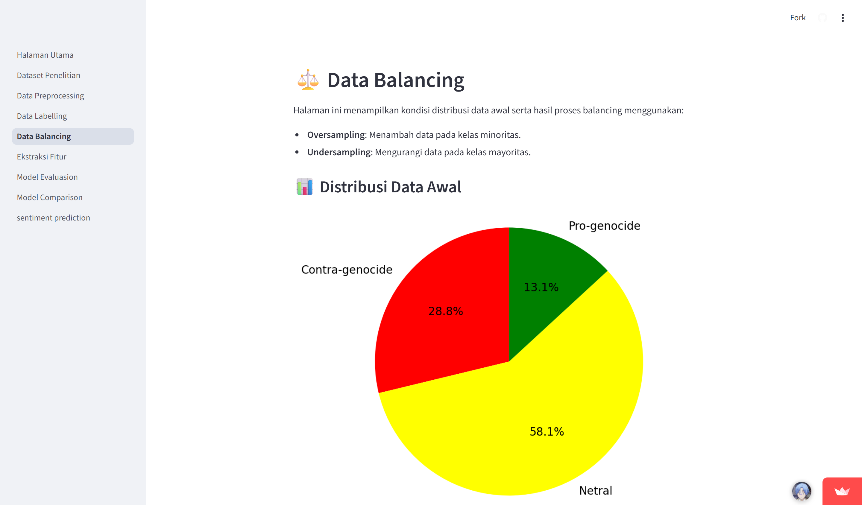 Fork
Halaman Utama
Dataset Penelitian
Data Preprocessing
Data Labelling
Data Balancing
Ekstraksi Fitur
Model Evaluasion
Model Comparison
sentiment prediction
Data Balancing
Halaman ini menampilkan kondisi distribusi data awal serta hasil proses balancing menggunakan:
Oversampling: Menambah data pada kelas minoritas.
Undersampling: Mengurangi data pada kelas mayoritas.
Distribusi Data Awal
Pro-genocide
Contra-genocide
13.1%
28.8%
58.1%
Netral